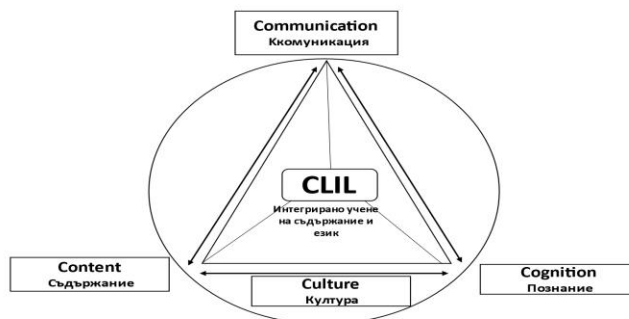 Communication
Ккомуникация
CLIL
Интегрирано учене
на съдържание и
език
Content
Съдържание
Culture
Култура
Cognition
Познание